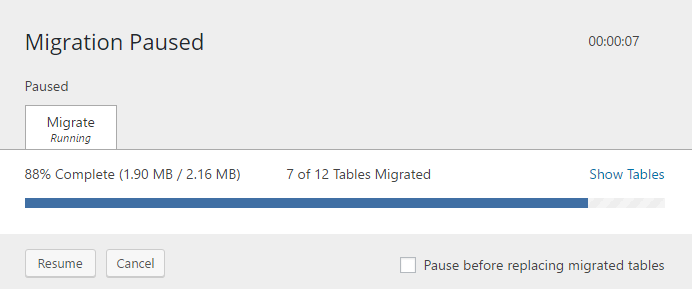 Migration Paused
00:00:07
Paused
Migrate
Running
88% Complete (1.90 MB / 2.16 MB)
7 of 12 Tables Migrated
Show Tables
Resume
Cancel
Pause before replacing migrated tables